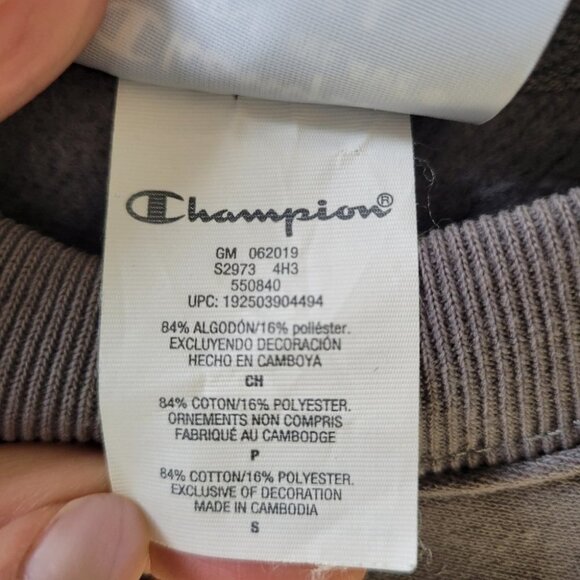 Champion®
GM 062019
S2973 4H3
550840
UPC: 192503904494
84% ALGODÓN/16% poliéster.
EXCLUYENDO DECORACIÓN
HECHO EN CAMBOYA
CH
84% COTON/16% POLYESTER.
ORNEMENTS NON COMPRIS
FABRIQUÉ AU CAMBODGE
P
84% COTTON/16% POLYESTER
EXCLUSIVE OF DECORATION
MADE IN CAMBODIA
S